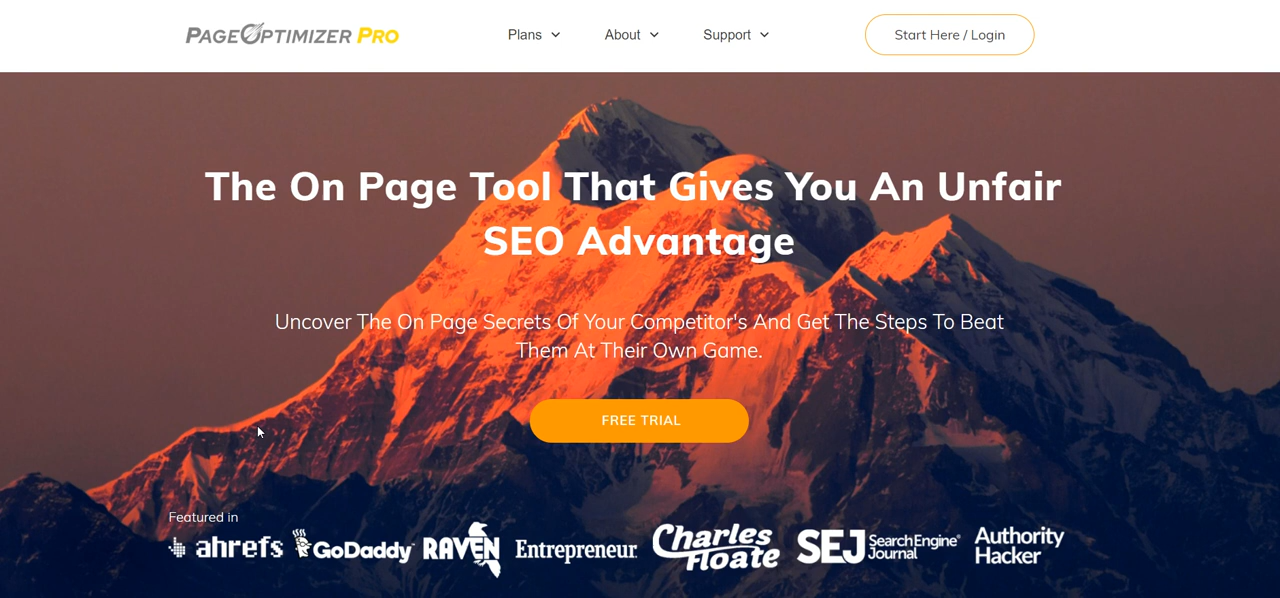 PAGEOPTIMIZER PRO
Plans
About
Support
Start Here / Login
The On Page Tool That Gives You An Unfair
SEO Advantage
Uncover The On Page Secrets Of Your Competitor's And Get The Steps To Beat
Them At Their Own Game.
FREE TRIAL
Featured in
ahrefs
GoDaddy
RAVEN
Entrepreneur.
Charles
Floate
SEJ
SearchEngine®
Journal
Authority
Hacker